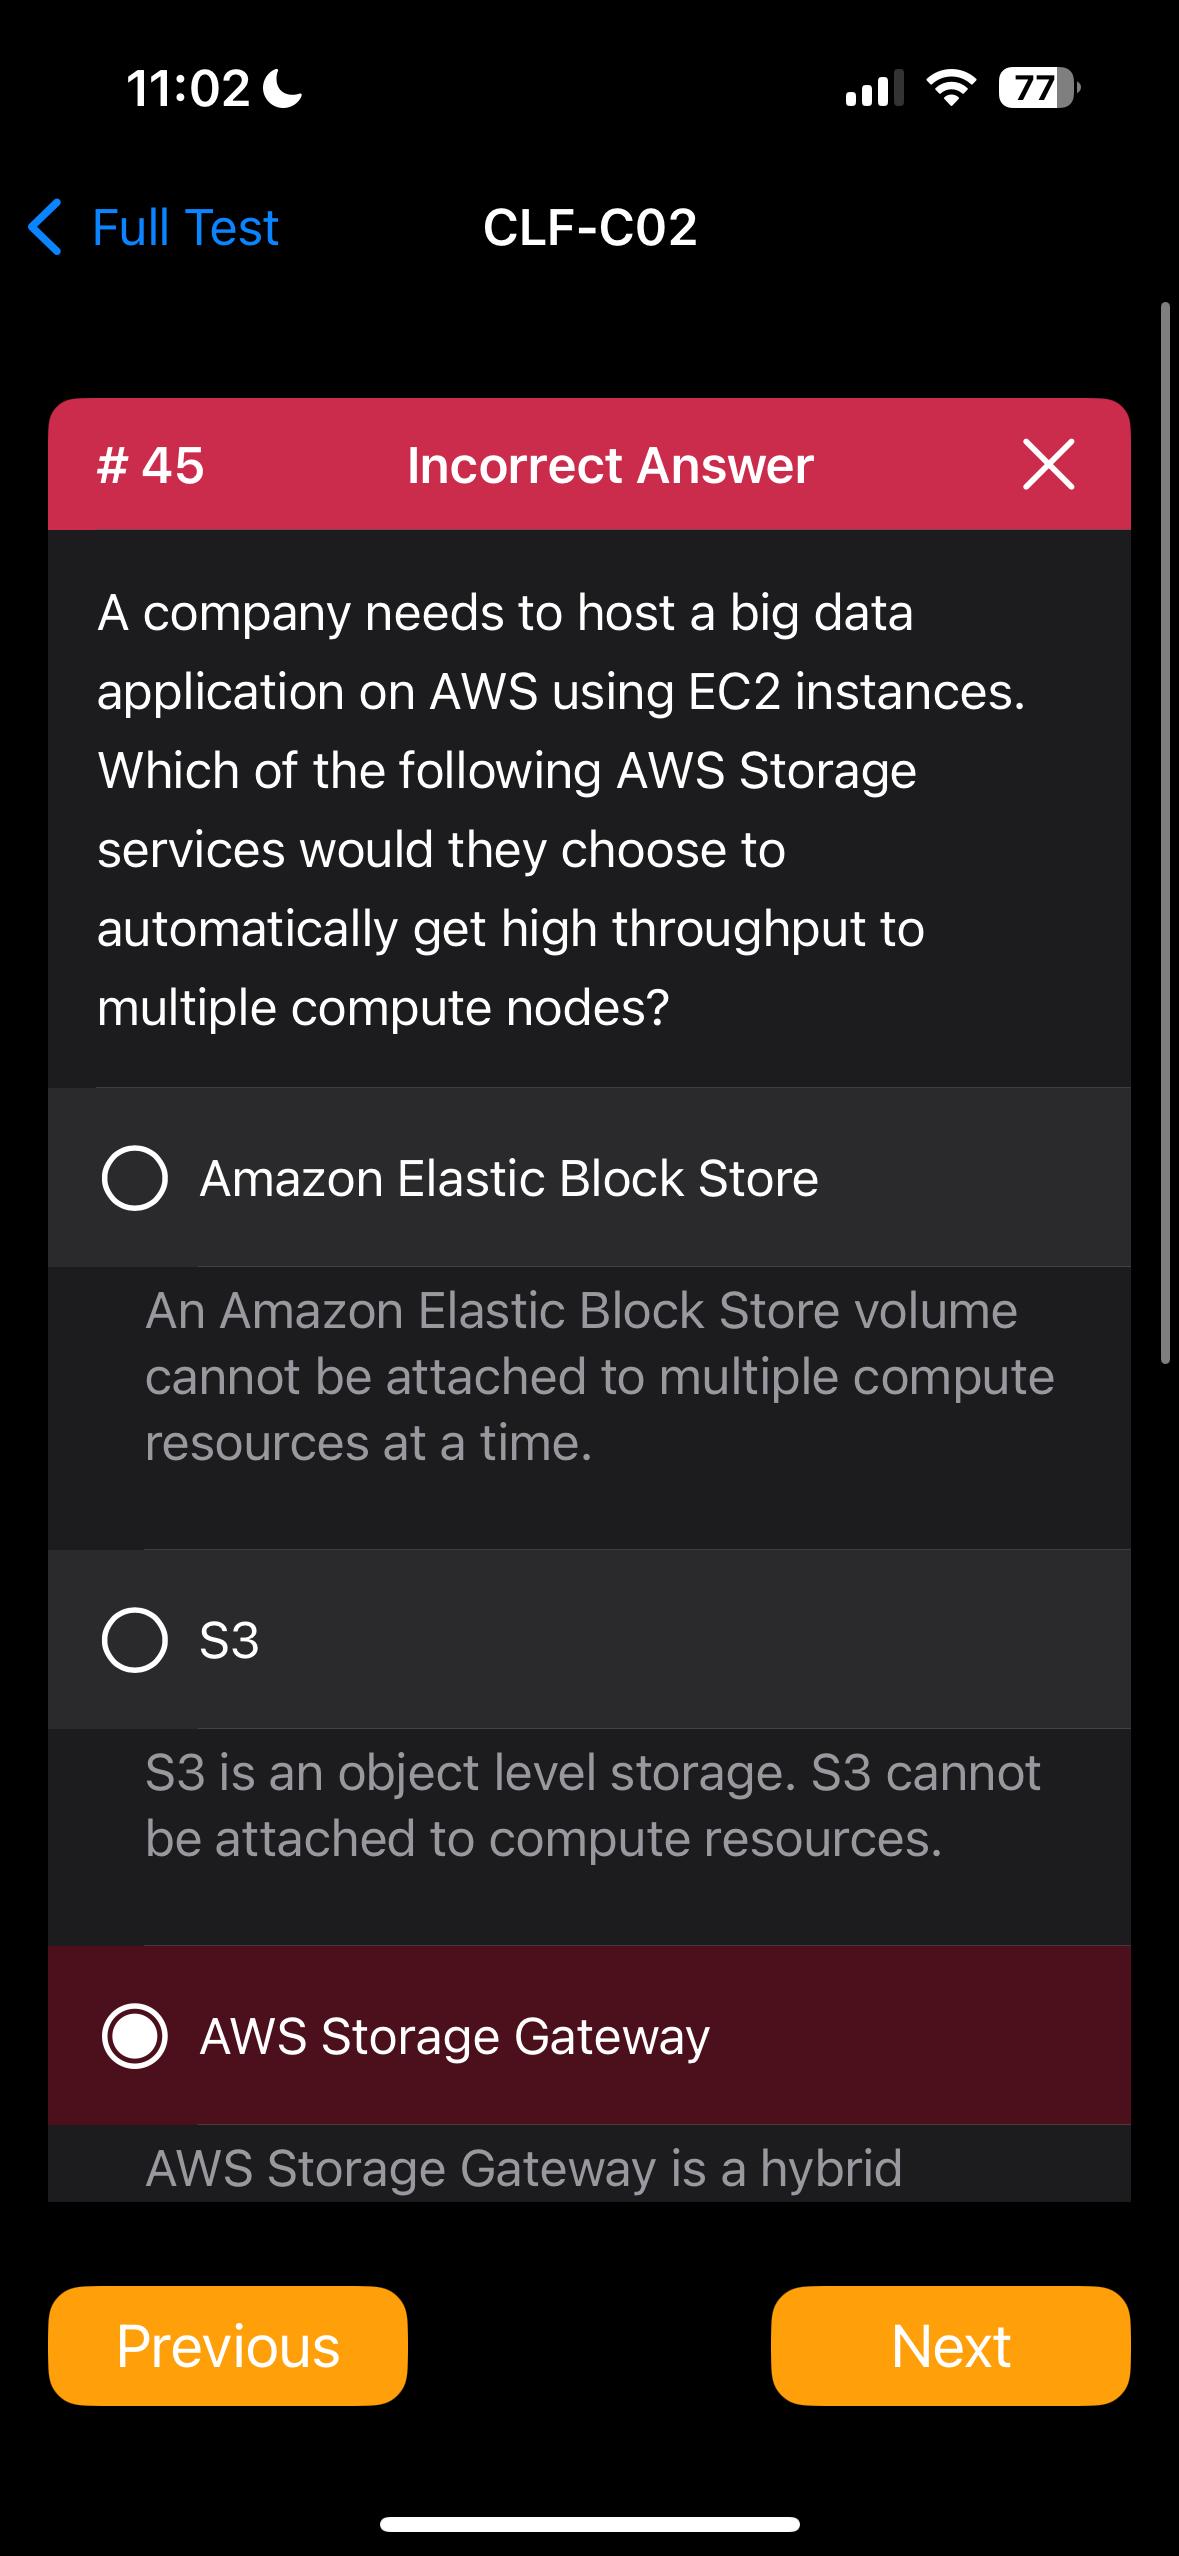 11:02
77
Full Test
CLF-C02
# 45
Incorrect Answer
A company needs to host a big data
application on AWS using EC2 instances.
Which of the following AWS Storage
services would they choose to
automatically get high throughput to
multiple compute nodes?
Amazon Elastic Block Store
An Amazon Elastic Block Store volume
cannot be attached to multiple compute
resources at a time.
S3
S3 is an object level storage. S3 cannot
be attached to compute resources.
AWS Storage Gateway
AWS Storage Gateway is a hybrid
Previous
Next